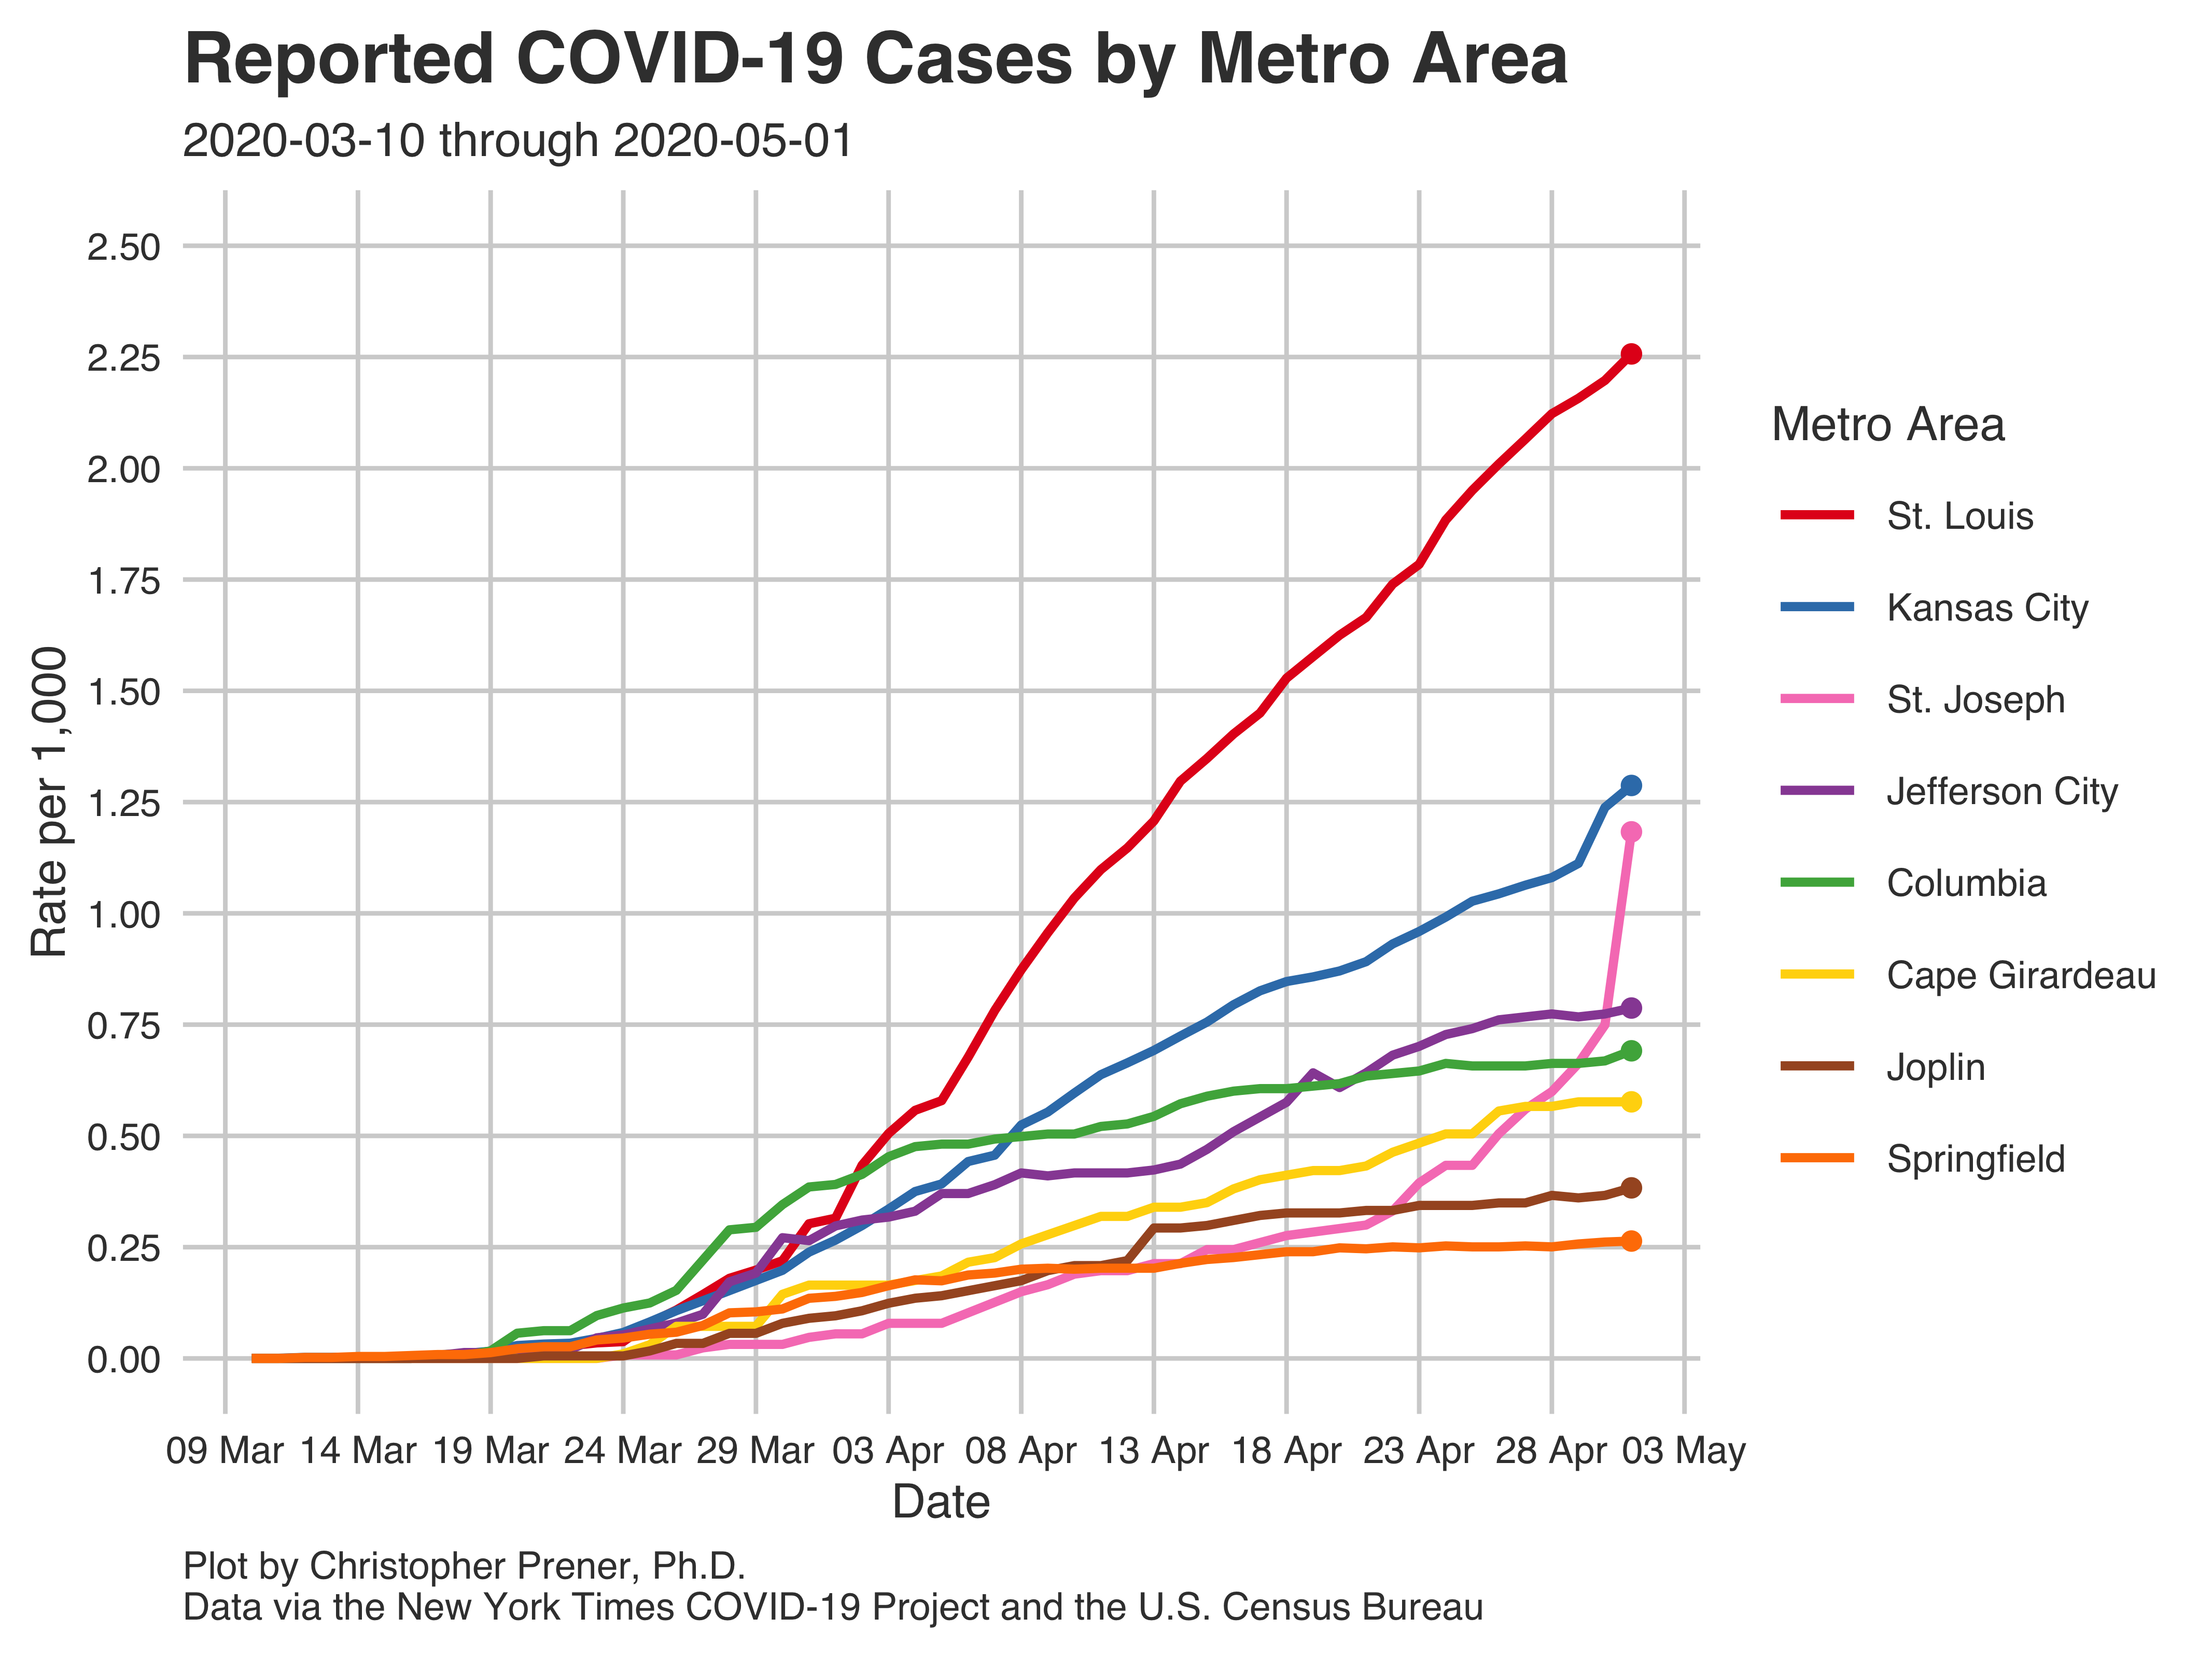 Reported COVID-19 Cases by Metro Area
2020-03-10 through 2020-05-01
2.50
2.25
2.00
1.75
1.50
1.25
1.00
0.75
0.50
0.25
0.00
Rate per 1,000
09 Mar 14 Mar 19 Mar 24 Mar 29 Mar 03 Apr 08 Apr 13 Apr 18 Apr 23 Apr 28 Apr 03 May
Date
Metro Area
St. Louis
Kansas City
St. Joseph
Jefferson City
Columbia
Cape Girardeau
Joplin
Springfield
Plot by Christopher Prener, Ph.D.
Data via the New York Times COVID-19 Project and the U.S. Census Bureau